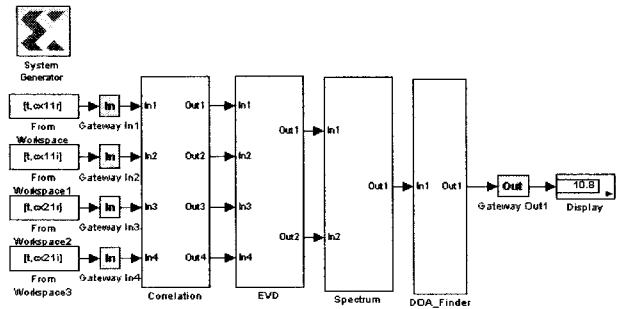 System
Generator
[t,cx11r]
From
Workspace
In
Gateway In1
[t,cx11i]
From
Workspace1
In
Gateway In2
[t,cx21r]
From
Workspace2
In
Gateway In3
[t,cx21i]
From
Workspace3
In
Gateway In4
In1
In2
In3
In4
Out1
Out2
Out3
Out4
Correlation
In1
In2
In3
In4
Out1
Out2
EVD
In1
In2
Out1
Spectrum
In1
Out1
DOA_Finder
Out
Gateway Out1
10.8
Display